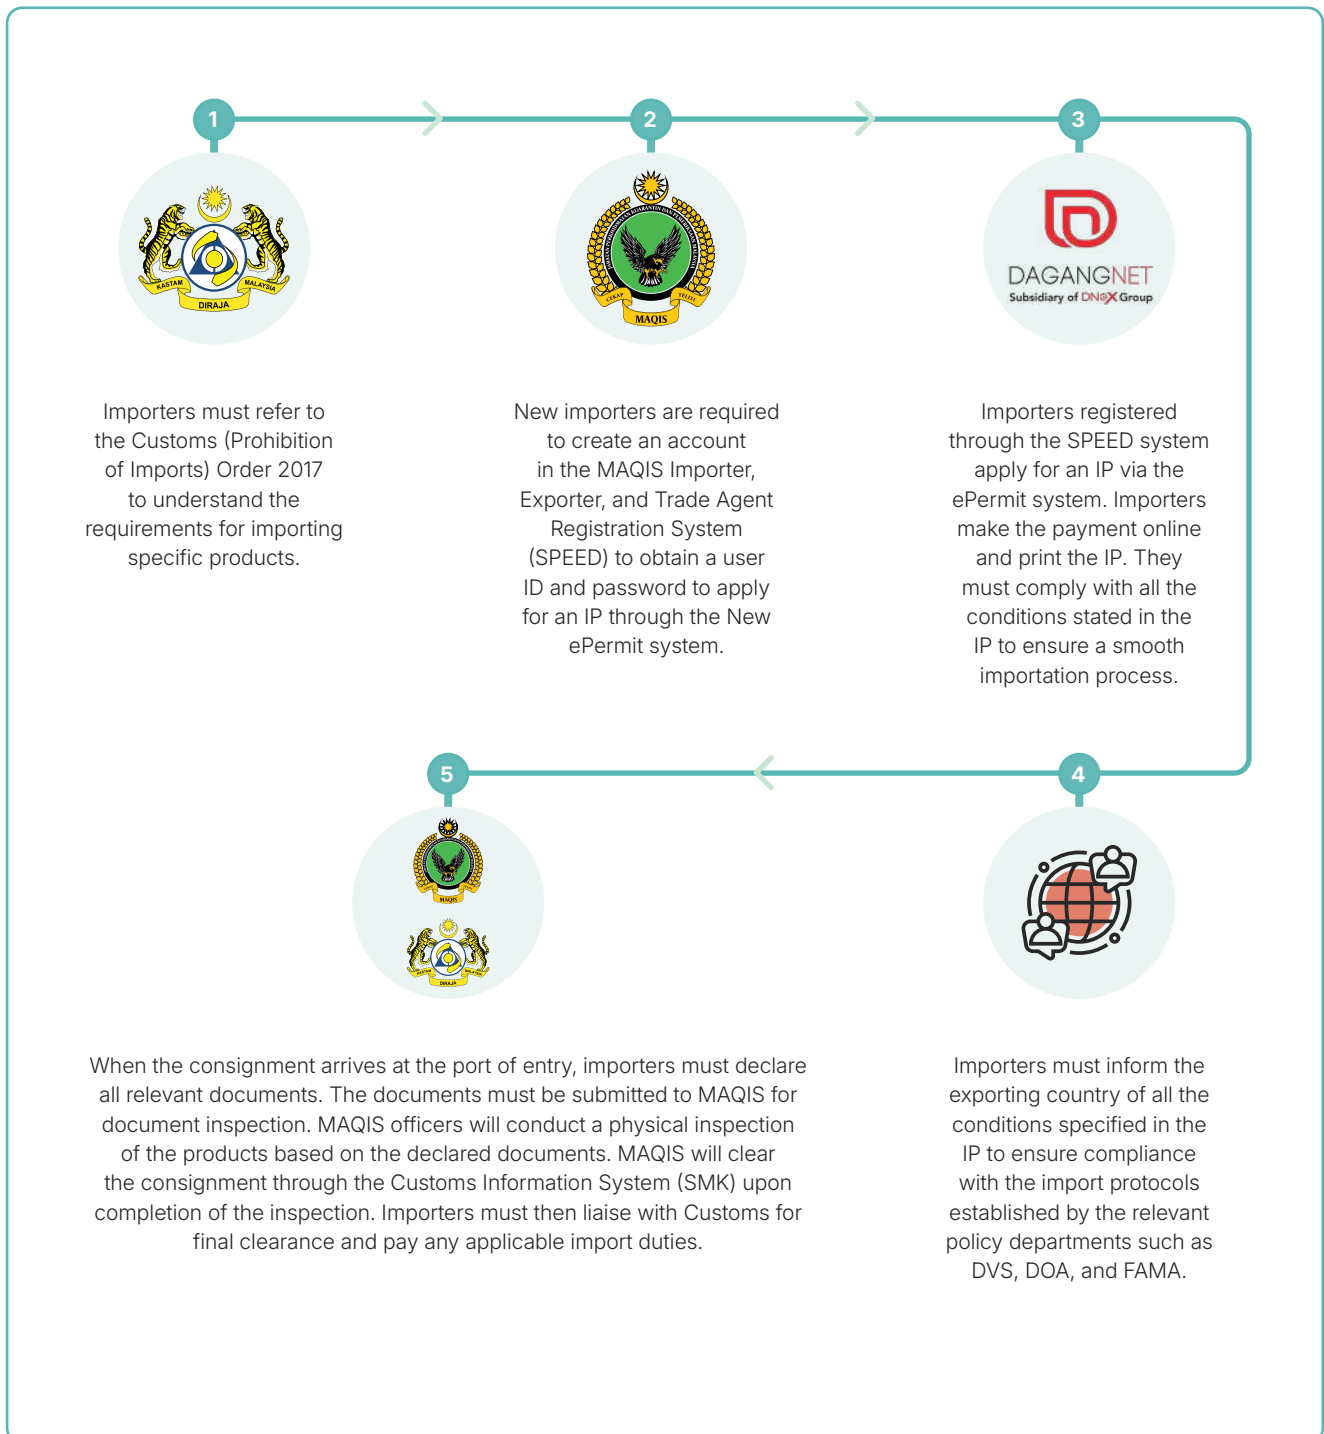 1
KASTAM
MALAYSIA
DIRAJA
Importers must refer to
the Customs (Prohibition
of Imports) Order 2017
to understand the
requirements for importing
specific products.
2
CEKAP
TELITI
MAQIS
New importers are required
to create an account
in the MAQIS Importer,
Exporter, and Trade Agent
Registration System
(SPEED) to obtain a user
ID and password to apply
for an IP through the New
ePermit system.
3
DAGANGNET
Subsidiary of DNeX Group
Importers registered
through the SPEED system
apply for an IP via the
ePermit system. Importers
make the payment online
and print the IP. They
must comply with all the
conditions stated in the
IP to ensure a smooth
importation process.
4
Importers must inform the
exporting country of all the
conditions specified in the
IP to ensure compliance
with the import protocols
established by the relevant
policy departments such as
DVS, DOA, and FAMA.
5
MAQIS
KASTAM
MALAYSIA
DIRAJA
When the consignment arrives at the port of entry, importers must declare
all relevant documents. The documents must be submitted to MAQIS for
document inspection. MAQIS officers will conduct a physical inspection
of the products based on the declared documents. MAQIS will clear
the consignment through the Customs Information System (SMK) upon
completion of the inspection. Importers must then liaise with Customs for
final clearance and pay any applicable import duties.